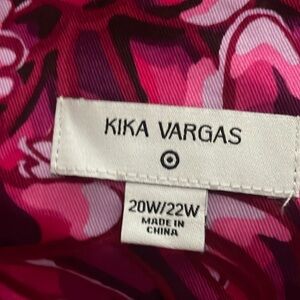 KIKA VARGAS
20W/22W
MADE IN
CHINA